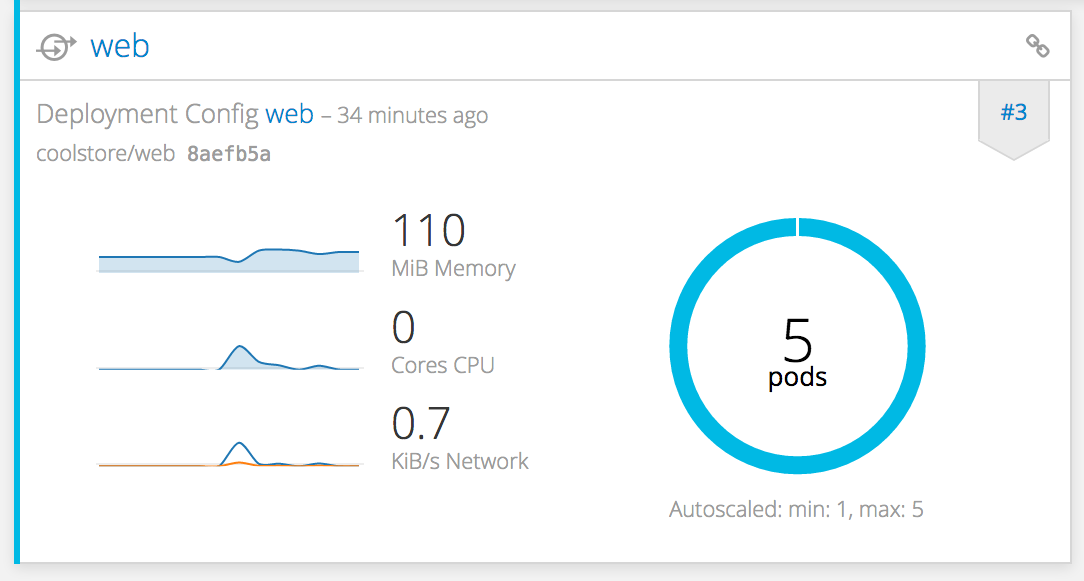 web
Deployment Config web – 34 minutes ago
#3
coolstore/web 8aefb5a
110
MiB Memory
0
Cores CPU
0.7
KiB/s Network
5
pods
Autoscaled: min: 1, max: 5